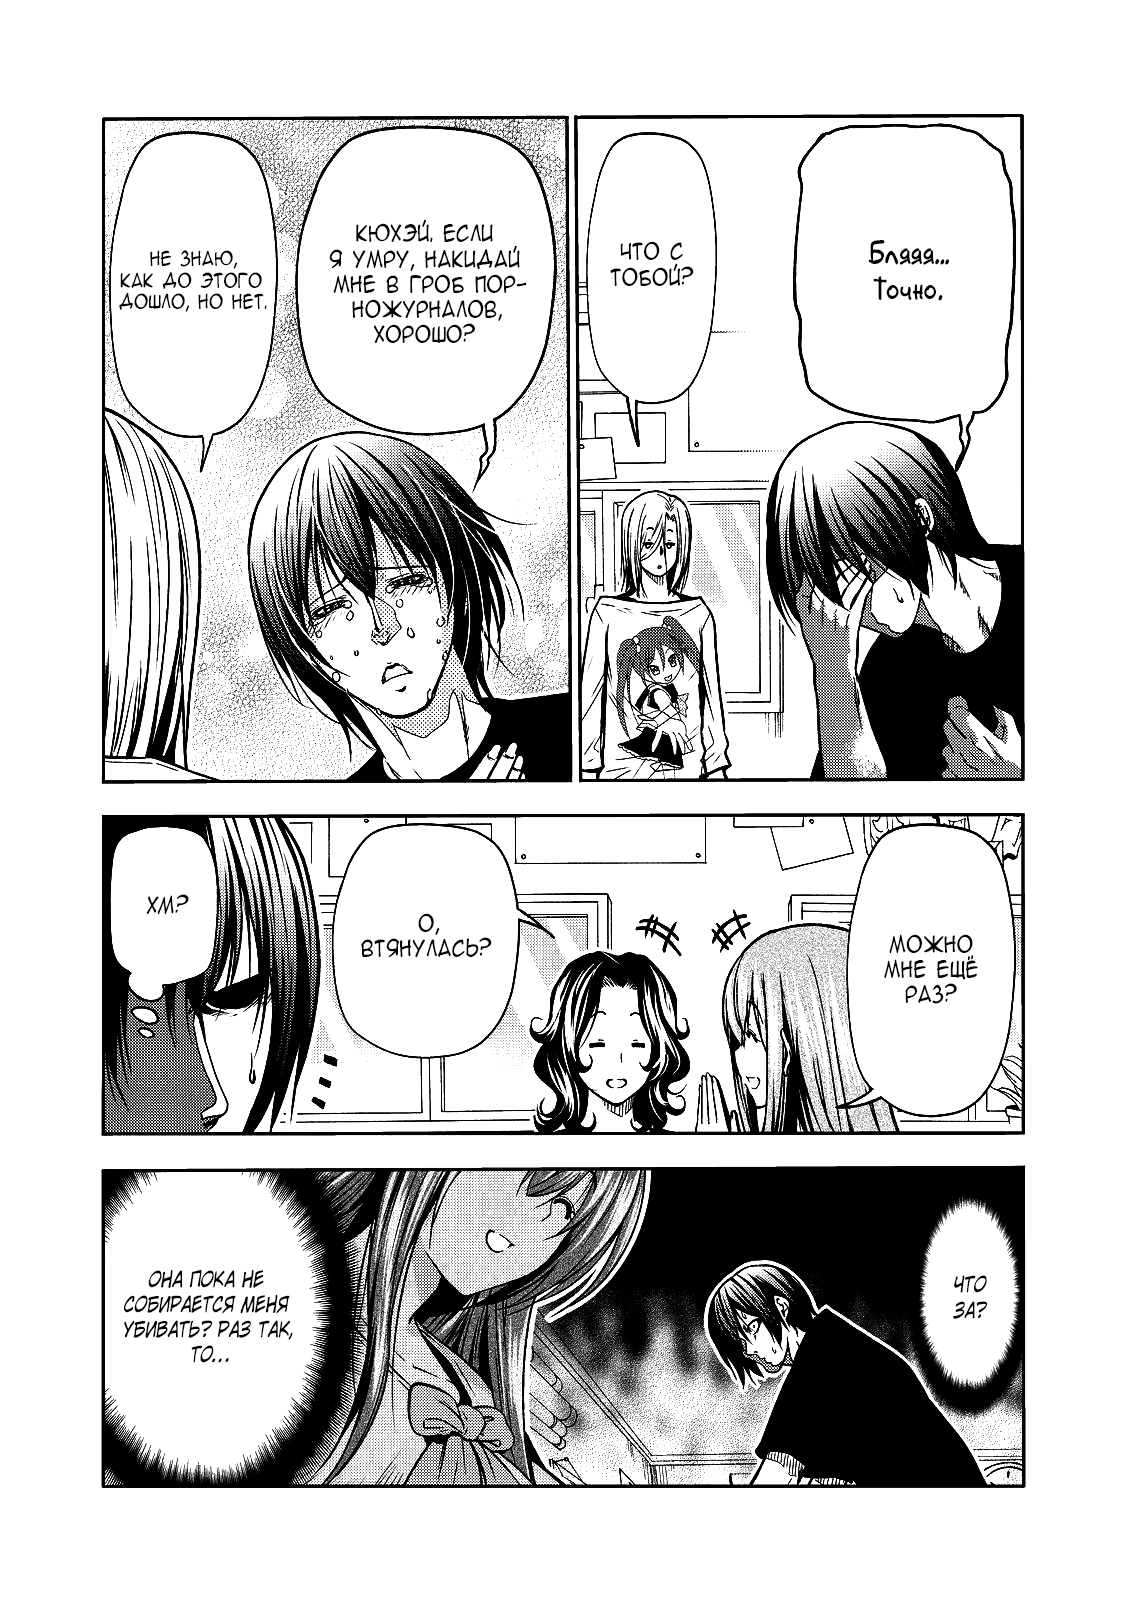 Бляяя...
Точно.
ЧТО С
ТОБОЙ?
КЮХЭЙ. ЕСЛИ
Я УМРУ, НАКИДАЙ
МНЕ В ГРОБ ПОР-
НОЖУРНАЛОВ,
ХОРОШО?
НЕ ЗНАЮ,
КАК ДО ЭТОГО
ДОШЛО, НО НЕТ.
МОЖНО
МНЕ ЕЩЁ
РАЗ?
О,
ВТЯНУЛАСЬ?
ХМ?
ЧТО
ЗА?
ОНА ПОКА НЕ
СОБИРАЕТСЯ МЕНЯ
УБИВАТЬ? РАЗ ТАК,
ТО...